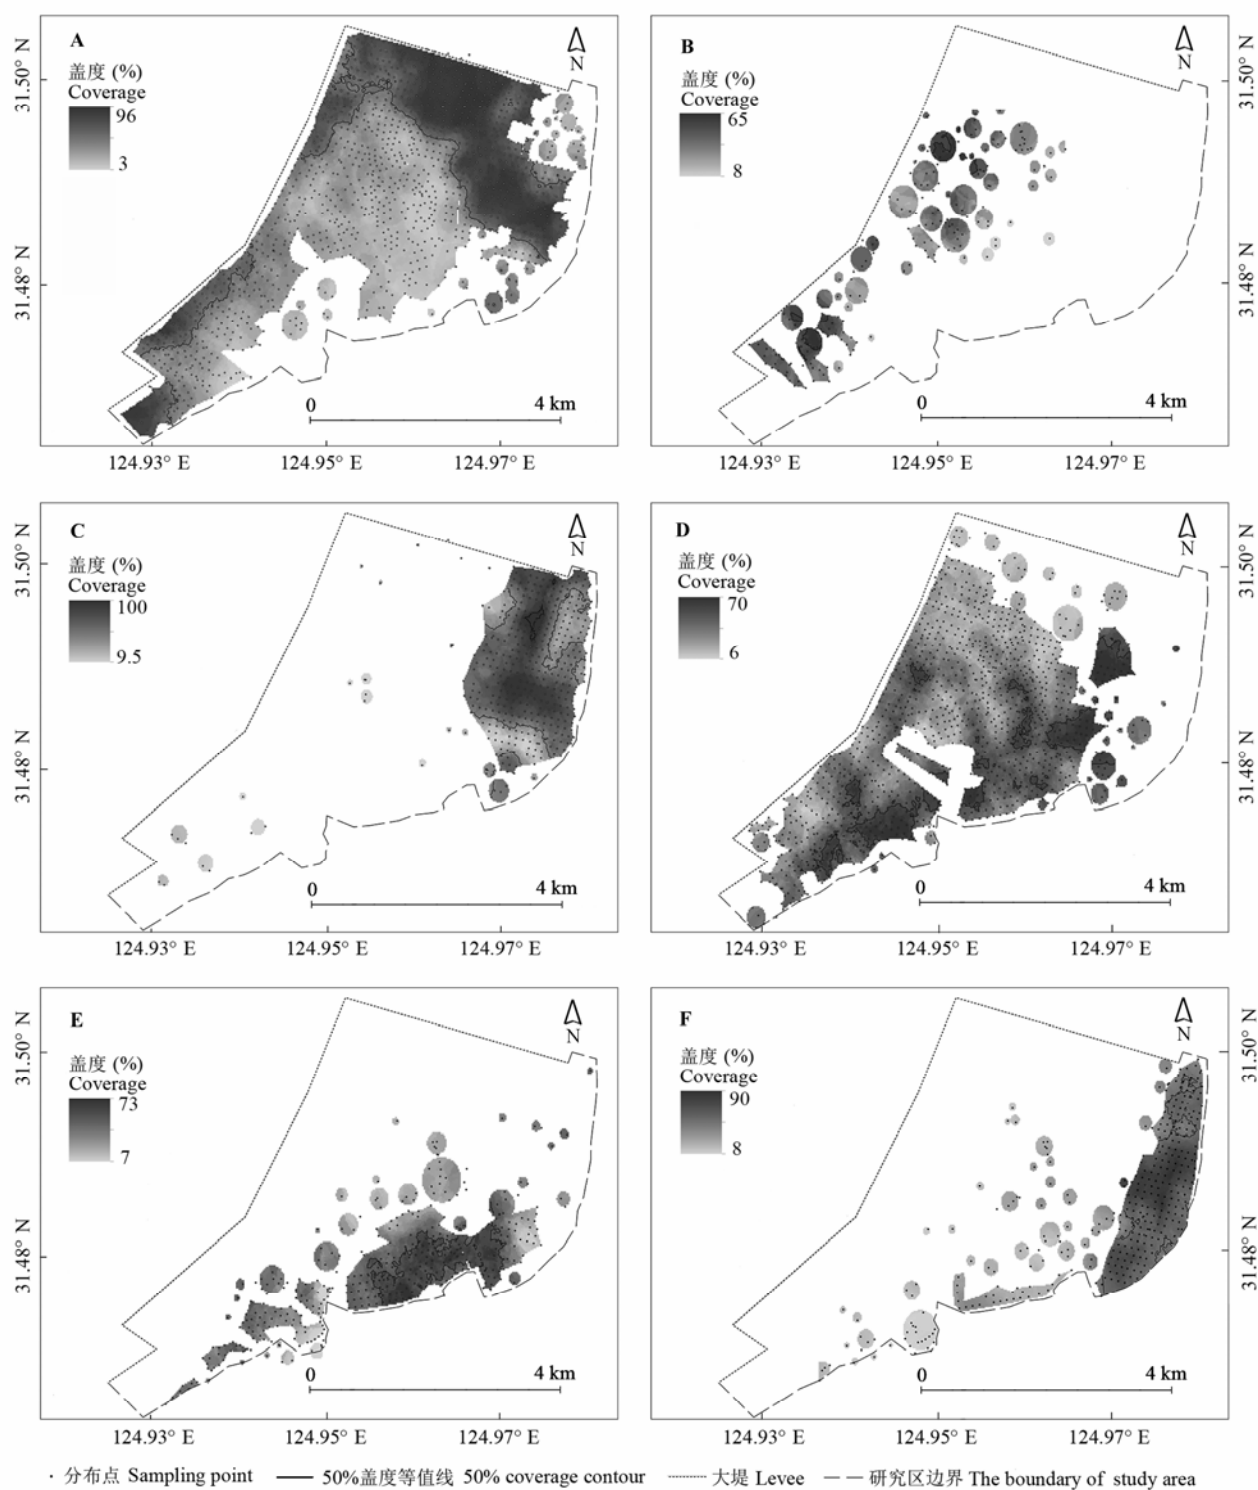 A
盖度 (%)
Coverage
96
3
N
0 4 km
31.50° N
31.48° N
124.93° E 124.95° E 124.97° E
B
盖度 (%)
Coverage
65
8
N
0 4 km
31.50° N
31.48° N
124.93° E 124.95° E 124.97° E
C
盖度 (%)
Coverage
100
9.5
N
0 4 km
31.50° N
31.48° N
124.93° E 124.95° E 124.97° E
D
盖度 (%)
Coverage
70
6
N
0 4 km
31.50° N
31.48° N
124.93° E 124.95° E 124.97° E
E
盖度 (%)
Coverage
73
7
N
0 4 km
31.50° N
31.48° N
124.93° E 124.95° E 124.97° E
F
盖度 (%)
Coverage
90
8
N
0 4 km
31.50° N
31.48° N
124.93° E 124.95° E 124.97° E
分布点 Sampling point 50%盖度等值线 50% coverage contour 大堤 Levee 研究区边界 The boundary of study area